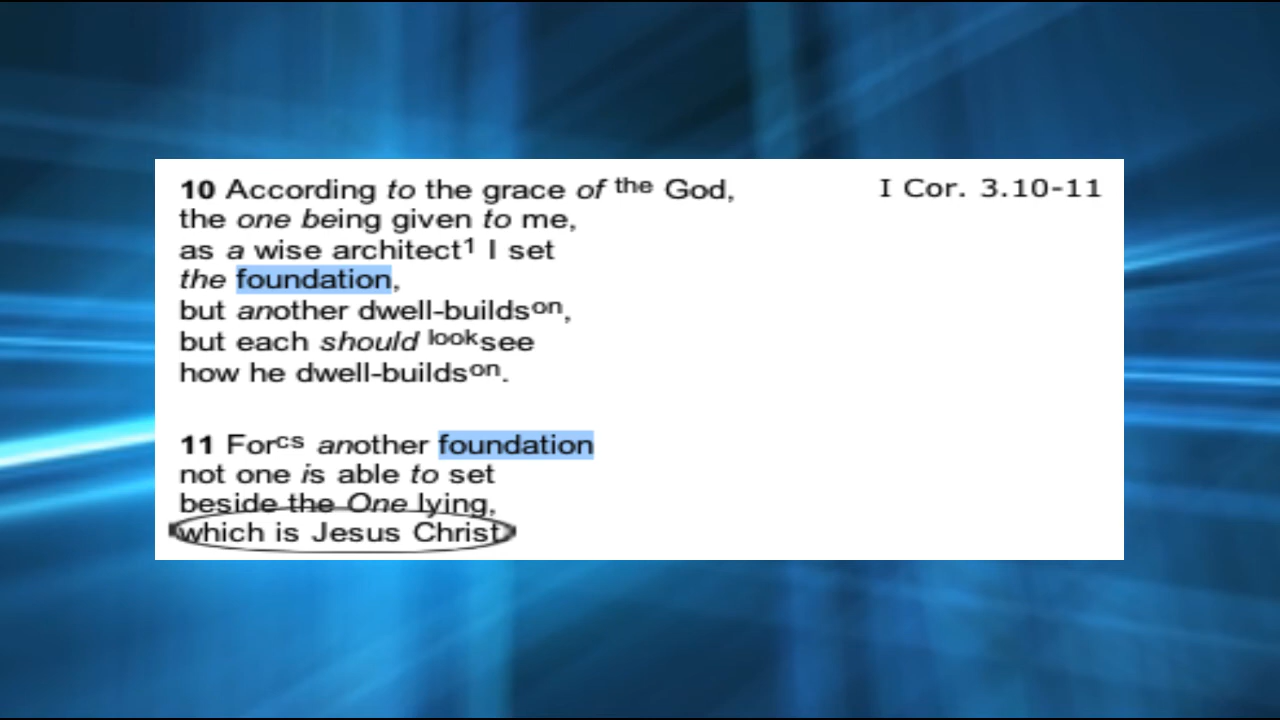 10 According to the grace of the God,
I Cor. 3.10-11
the one being given to me,
as a wise architect1 I set
the foundation,
but another dwell-buildson,
but each should looksee
how he dwell-buildson.
11 Forcs another foundation
not one is able to set
beside the One lying,
which is Jesus Christ